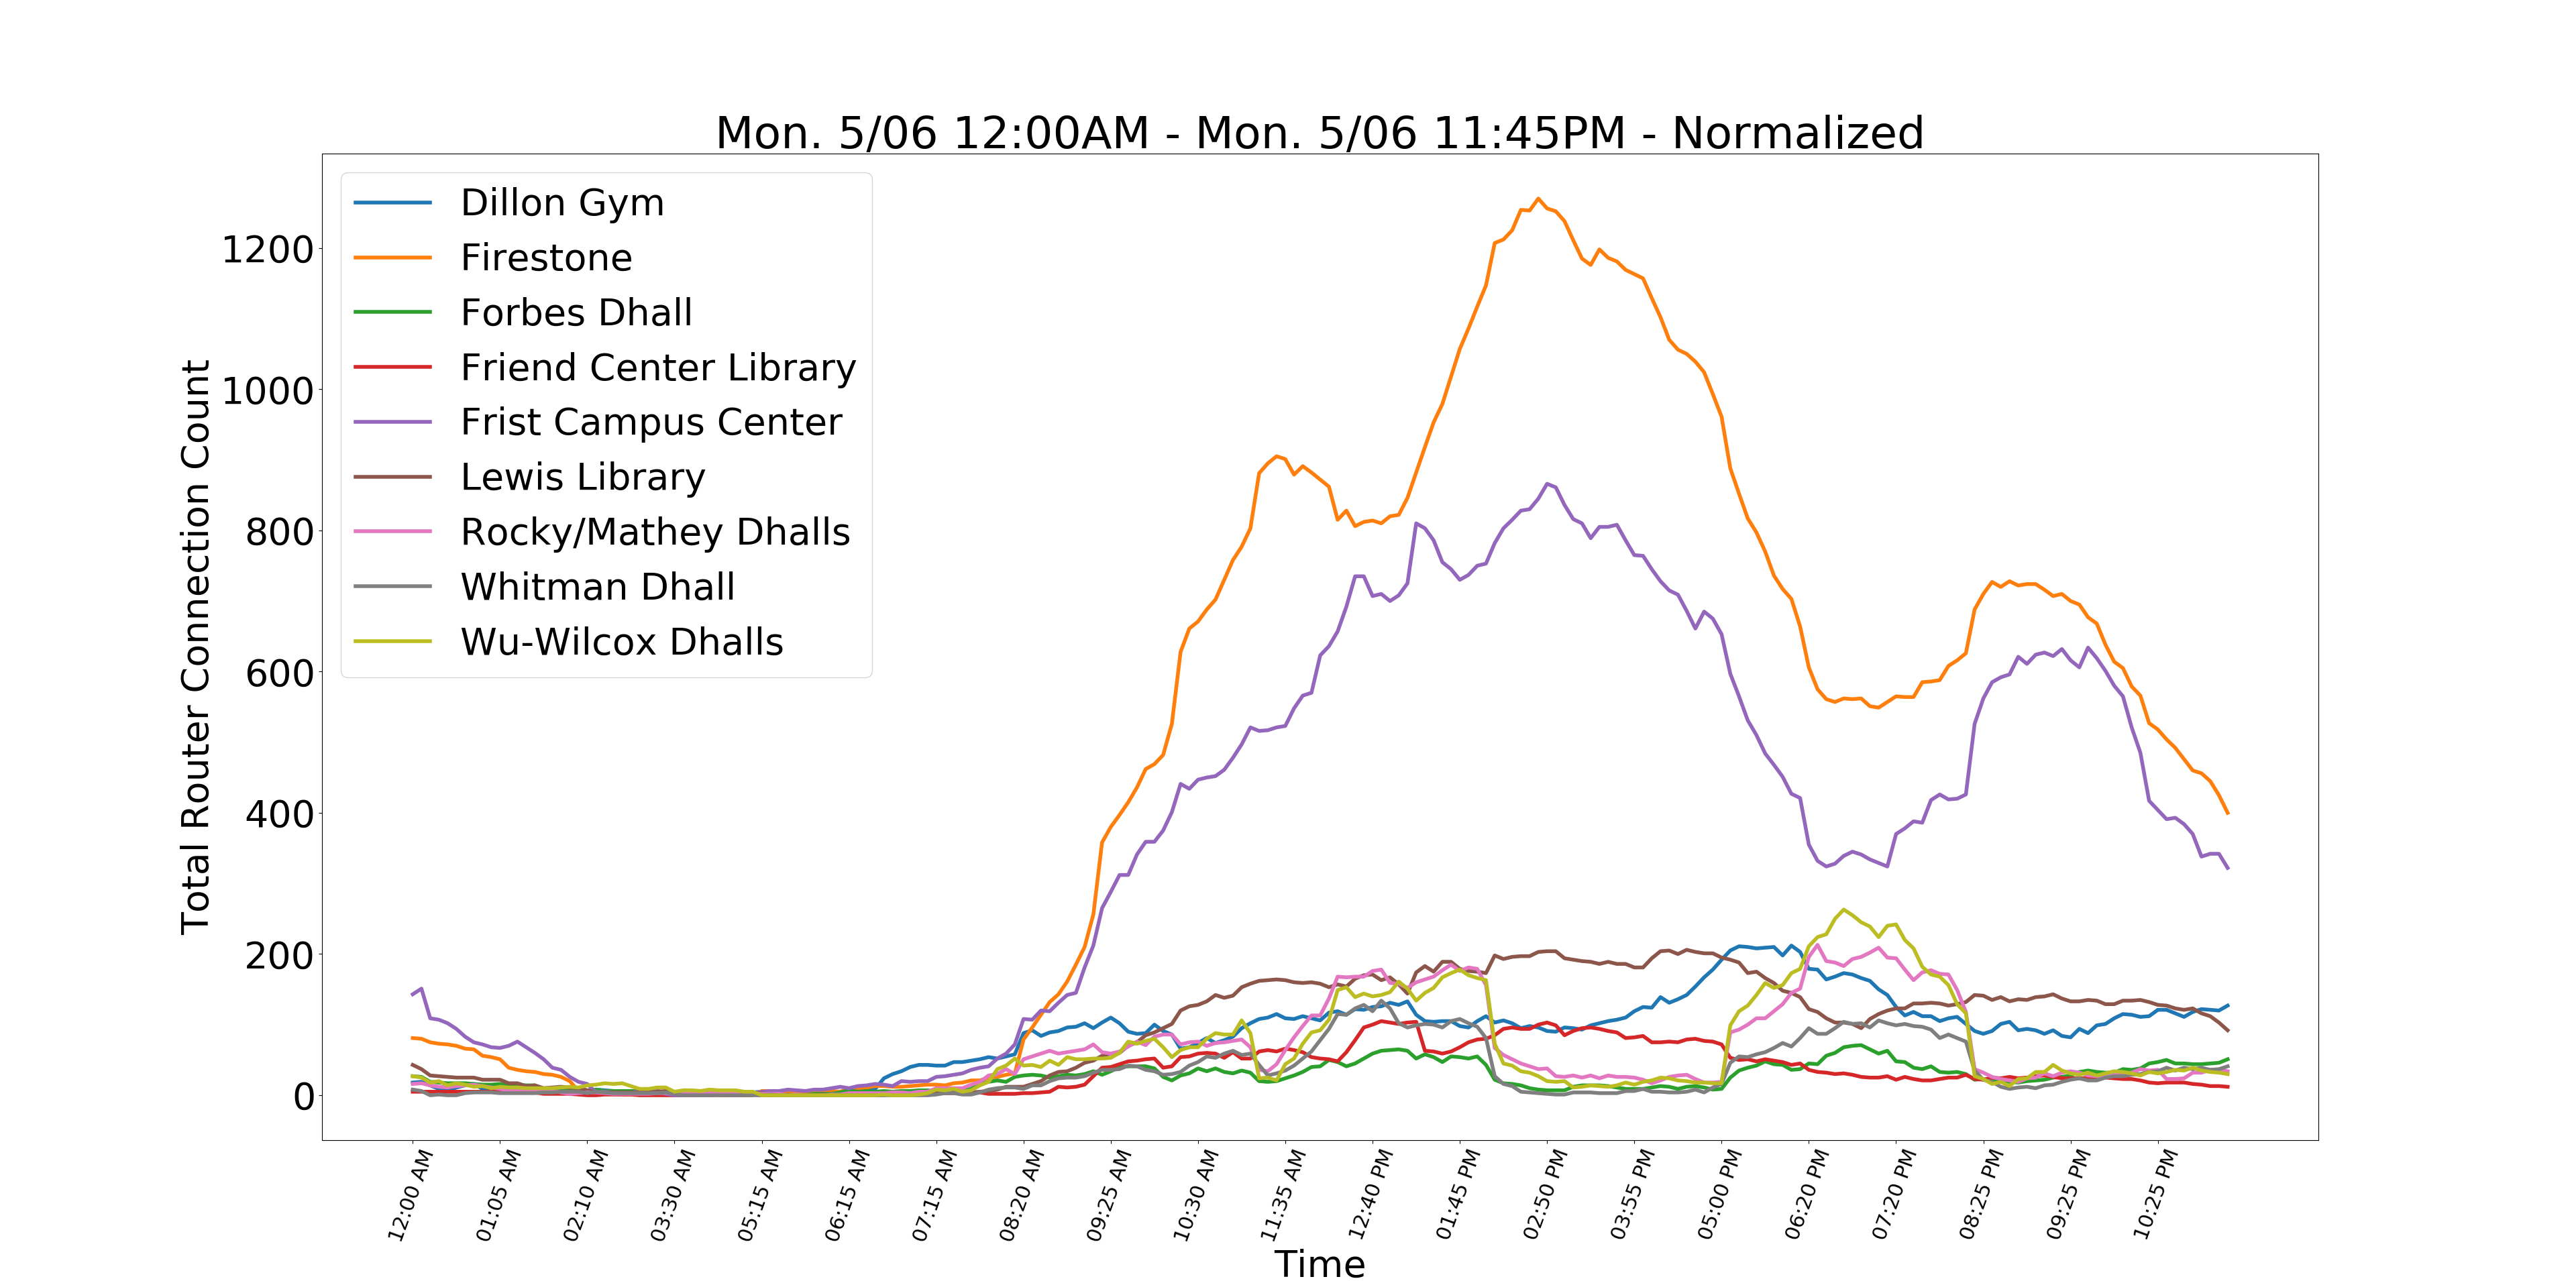 Mon. 5/06 12:00AM - Mon. 5/06 11:45PM - Normalized
Dillon Gym
Firestone
Forbes Dhall
Friend Center Library
Frist Campus Center
Lewis Library
Rocky/Mathey Dhalls
Whitman Dhall
Wu-Wilcox Dhalls
Total Router Connection Count
1200
1000
800
600
400
200
0
12:00 AM
01:05 AM
02:10 AM
03:30 AM
05:15 AM
06:15 AM
07:15 AM
08:20 AM
09:25 AM
10:30 AM
11:35 AM
12:40 PM
01:45 PM
02:50 PM
03:55 PM
05:00 PM
06:20 PM
07:20 PM
08:25 PM
09:25 PM
10:25 PM
Time